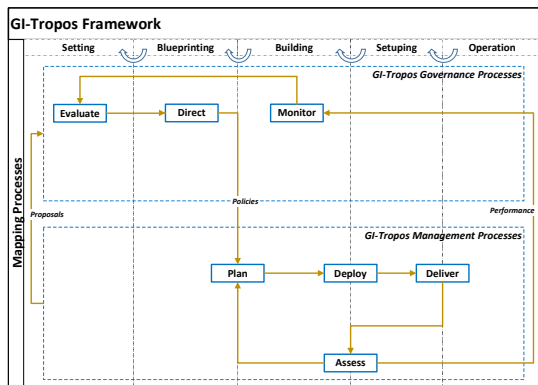 GI-Tropos Framework
Setting
Blueprinting
Building
Setuping
Operation
GI-Tropos Governance Processes
Evaluate
Direct
Monitor
Mapping Processes
Proposals
Policies
Performance
GI-Tropos Management Processes
Plan
Deploy
Deliver
Assess